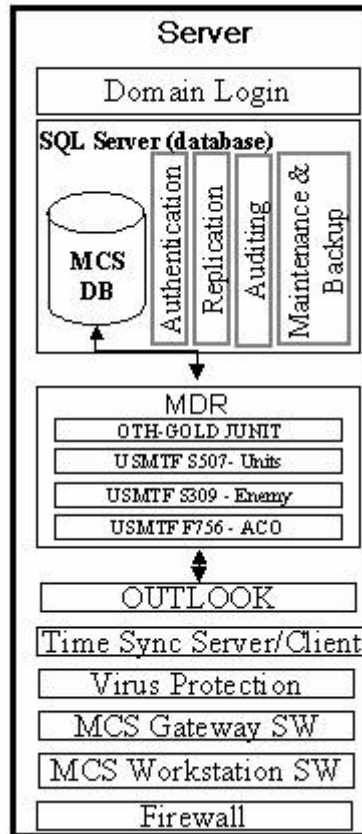 Server
Domain Login
SQL Server (database)
MCS
DB
Authentication
Replication
Auditing
Maintenance &
Backup
MDR
OTH-GOLD JUNIT
USMTF S507- Units
USMTF S309 - Enemy
USMTF F756 - ACO
OUTLOOK
Time Sync Server/Client
Virus Protection
MCS Gateway SW
MCS Workstation SW
Firewall